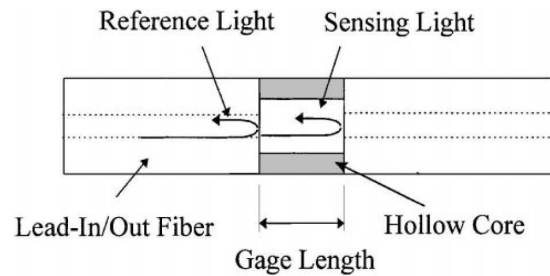 Reference Light
Sensing Light
Lead-In/Out Fiber
Hollow Core
Gage Length